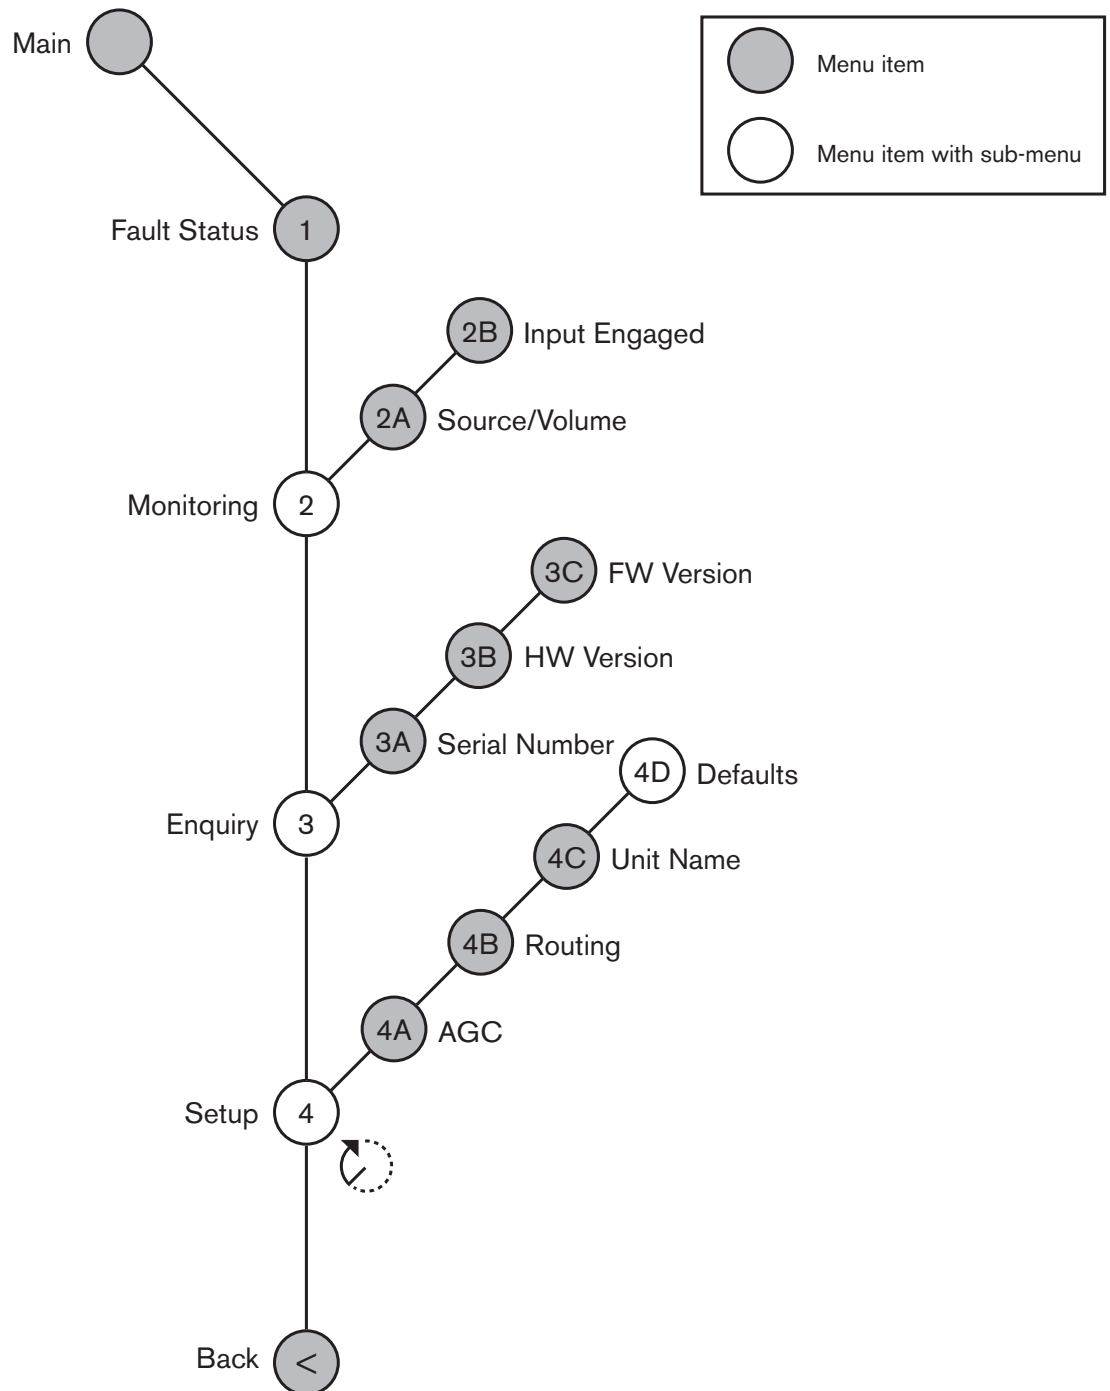 Main
Menu item
Menu item with sub-menu
Fault Status 1
2B Input Engaged
2A Source/Volume
Monitoring 2
3C FW Version
3B HW Version
3A Serial Number
4D Defaults
Enquiry 3
4C Unit Name
4B Routing
4A AGC
Setup 4
Back <